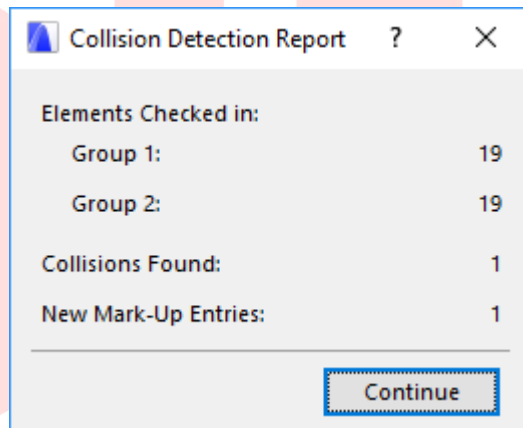 Collision Detection Report ? ×
Elements Checked in:
Group 1: 19
Group 2: 19
Collisions Found: 1
New Mark-Up Entries: 1
Continue